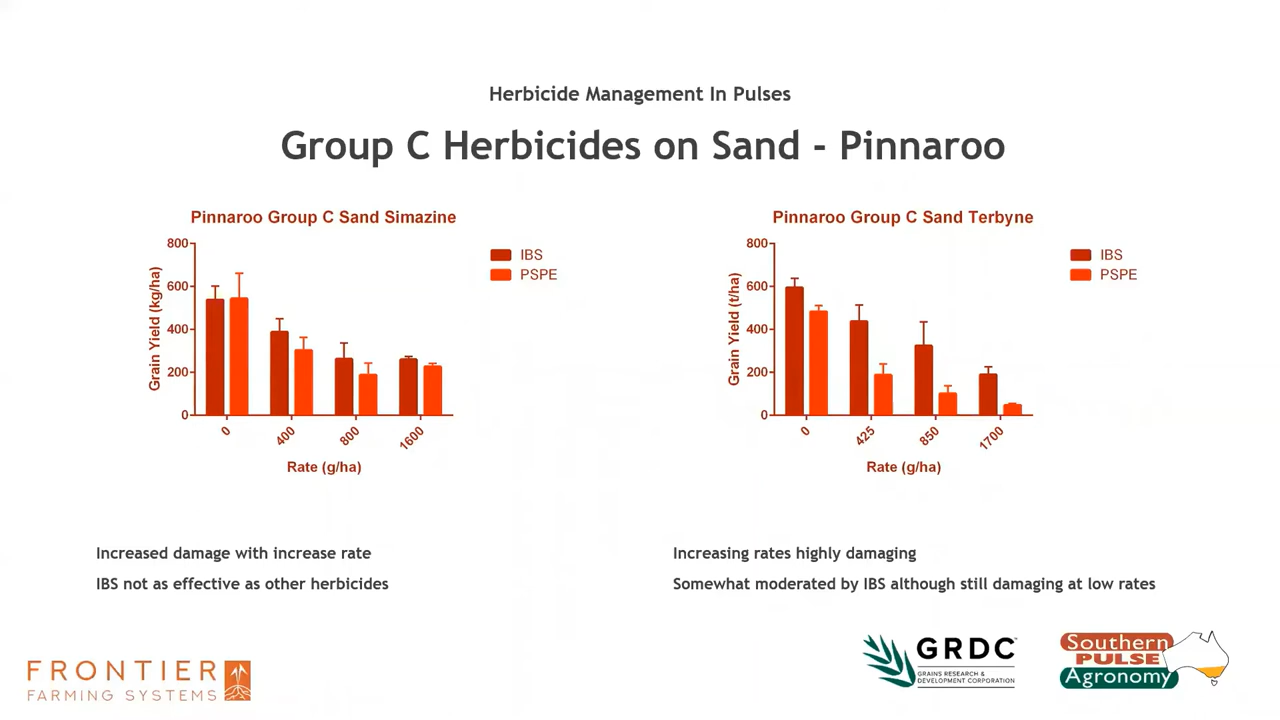 Herbicide Management In Pulses
Group C Herbicides on Sand - Pinnaroo
Pinnaroo Group C Sand Simazine
IBS
PSPE
Grain Yield (kg/ha)
800
600
400
200
0
0
400
800
1600
Rate (g/ha)
Pinnaroo Group C Sand Terbyne
IBS
PSPE
Grain Yield (t/ha)
800
600
400
200
0
0
425
850
1700
Rate (g/ha)
Increased damage with increase rate
IBS not as effective as other herbicides
Increasing rates highly damaging
Somewhat moderated by IBS although still damaging at low rates
FRONTIER
FARMING SYSTEMS
GRDC™
GRAINS RESEARCH &
DEVELOPMENT CORPORATION
Southern
PULSE
Agronomy